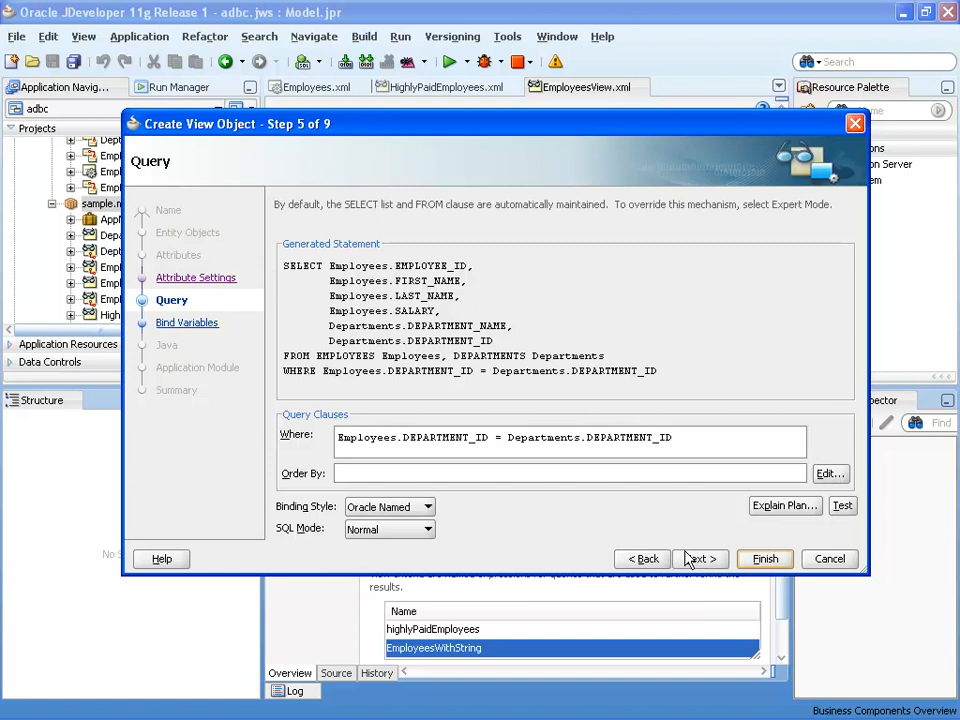 Oracle JDeveloper 11g Release 1 - adbc.jws : Model.jpr
File Edit View Application Refactor Search Navigate Build Run Versioning Tools Window Help
Search
Application Navig... Run Manager Employees.xml HighlyPaidEmployees.xml EmployeesView.xml Resource Palette
adbc
Projects
Create View Object - Step 5 of 9
Query
By default, the SELECT list and FROM clause are automatically maintained. To override this mechanism, select Expert Mode.
Name
Entity Objects
Attributes
Attribute Settings
Query
Bind Variables
Java
Application Module
Summary
Generated Statement
SELECT Employees.EMPLOYEE_ID,
Employees.FIRST_NAME,
Employees.LAST_NAME,
Employees.SALARY,
Departments.DEPARTMENT_NAME,
Departments.DEPARTMENT_ID
FROM EMPLOYEES Employees, DEPARTMENTS Departments
WHERE Employees.DEPARTMENT_ID = Departments.DEPARTMENT_ID
Query Clauses
Where: Employees.DEPARTMENT_ID = Departments.DEPARTMENT_ID
Order By: Edit...
Binding Style: Oracle Named Explain Plan... Test
SQL Mode: Normal
Help < Back Finish Cancel
Application Resources
Data Controls
Structure
Find
results.
Name
highlyPaidEmployees
EmployeesWithString
Overview Source History
Log
Business Components Overview